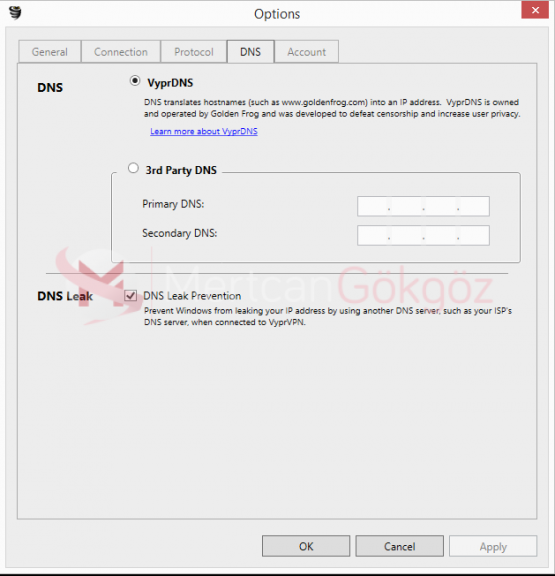 Options
General
Connection
Protocol
DNS
Account
DNS
VyprDNS
DNS translates hostnames (such as www.goldenfrog.com) into an IP address. VyprDNS is owned
and operated by Golden Frog and was developed to defeat censorship and increase user privacy.
Learn more about VyprDNS
3rd Party DNS
Primary DNS:
Secondary DNS:
MertcanGökgöz
DNS Leak
DNS Leak Prevention
Prevent Windows from leaking your IP address by using another DNS server, such as your ISP's
DNS server, when connected to VyprVPN.
OK
Cancel
Apply